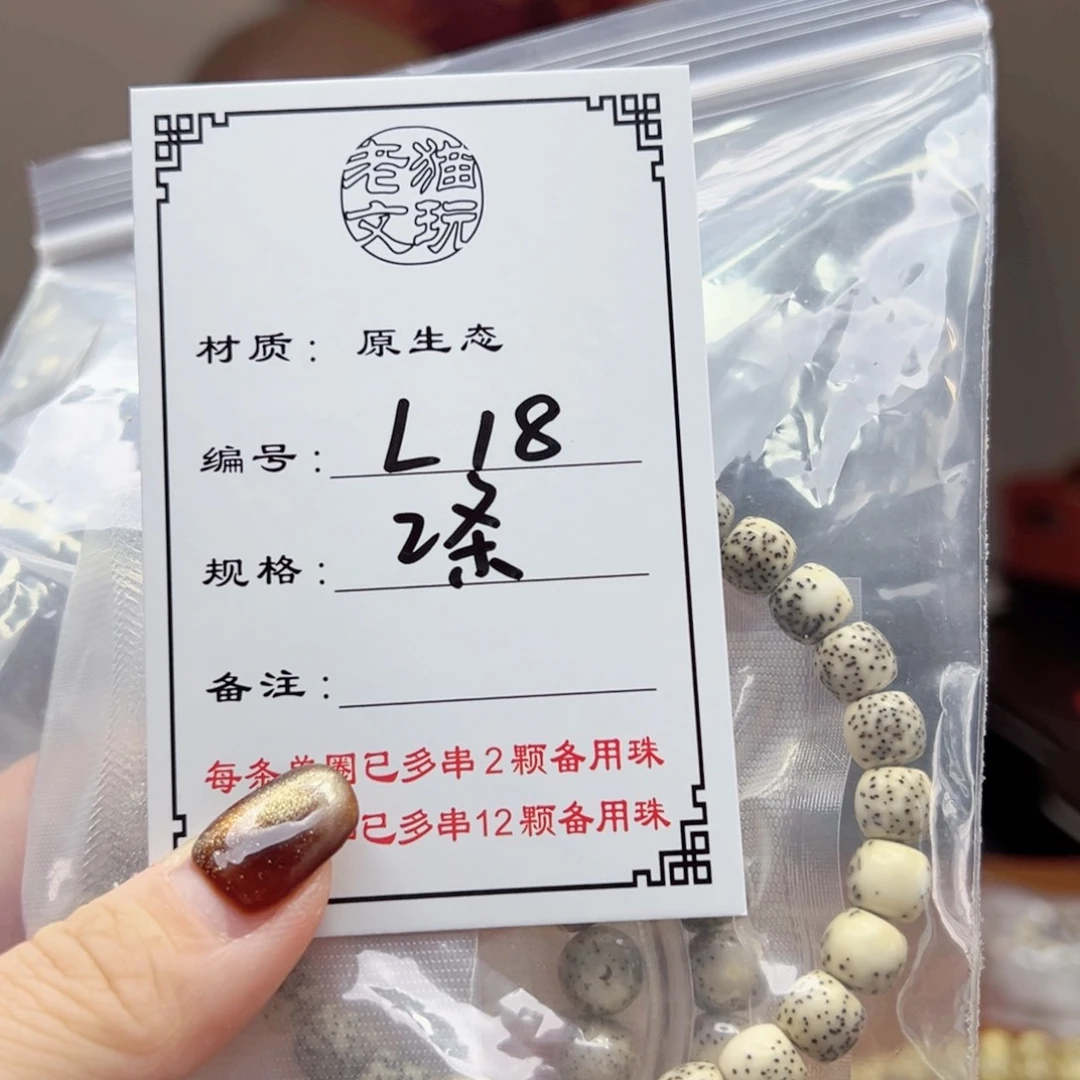 老猫
文玩
材质：原生态
编号：L18
规格：2条
备注：
每条单圈已多串2颗备用珠
已多串12颗备用珠